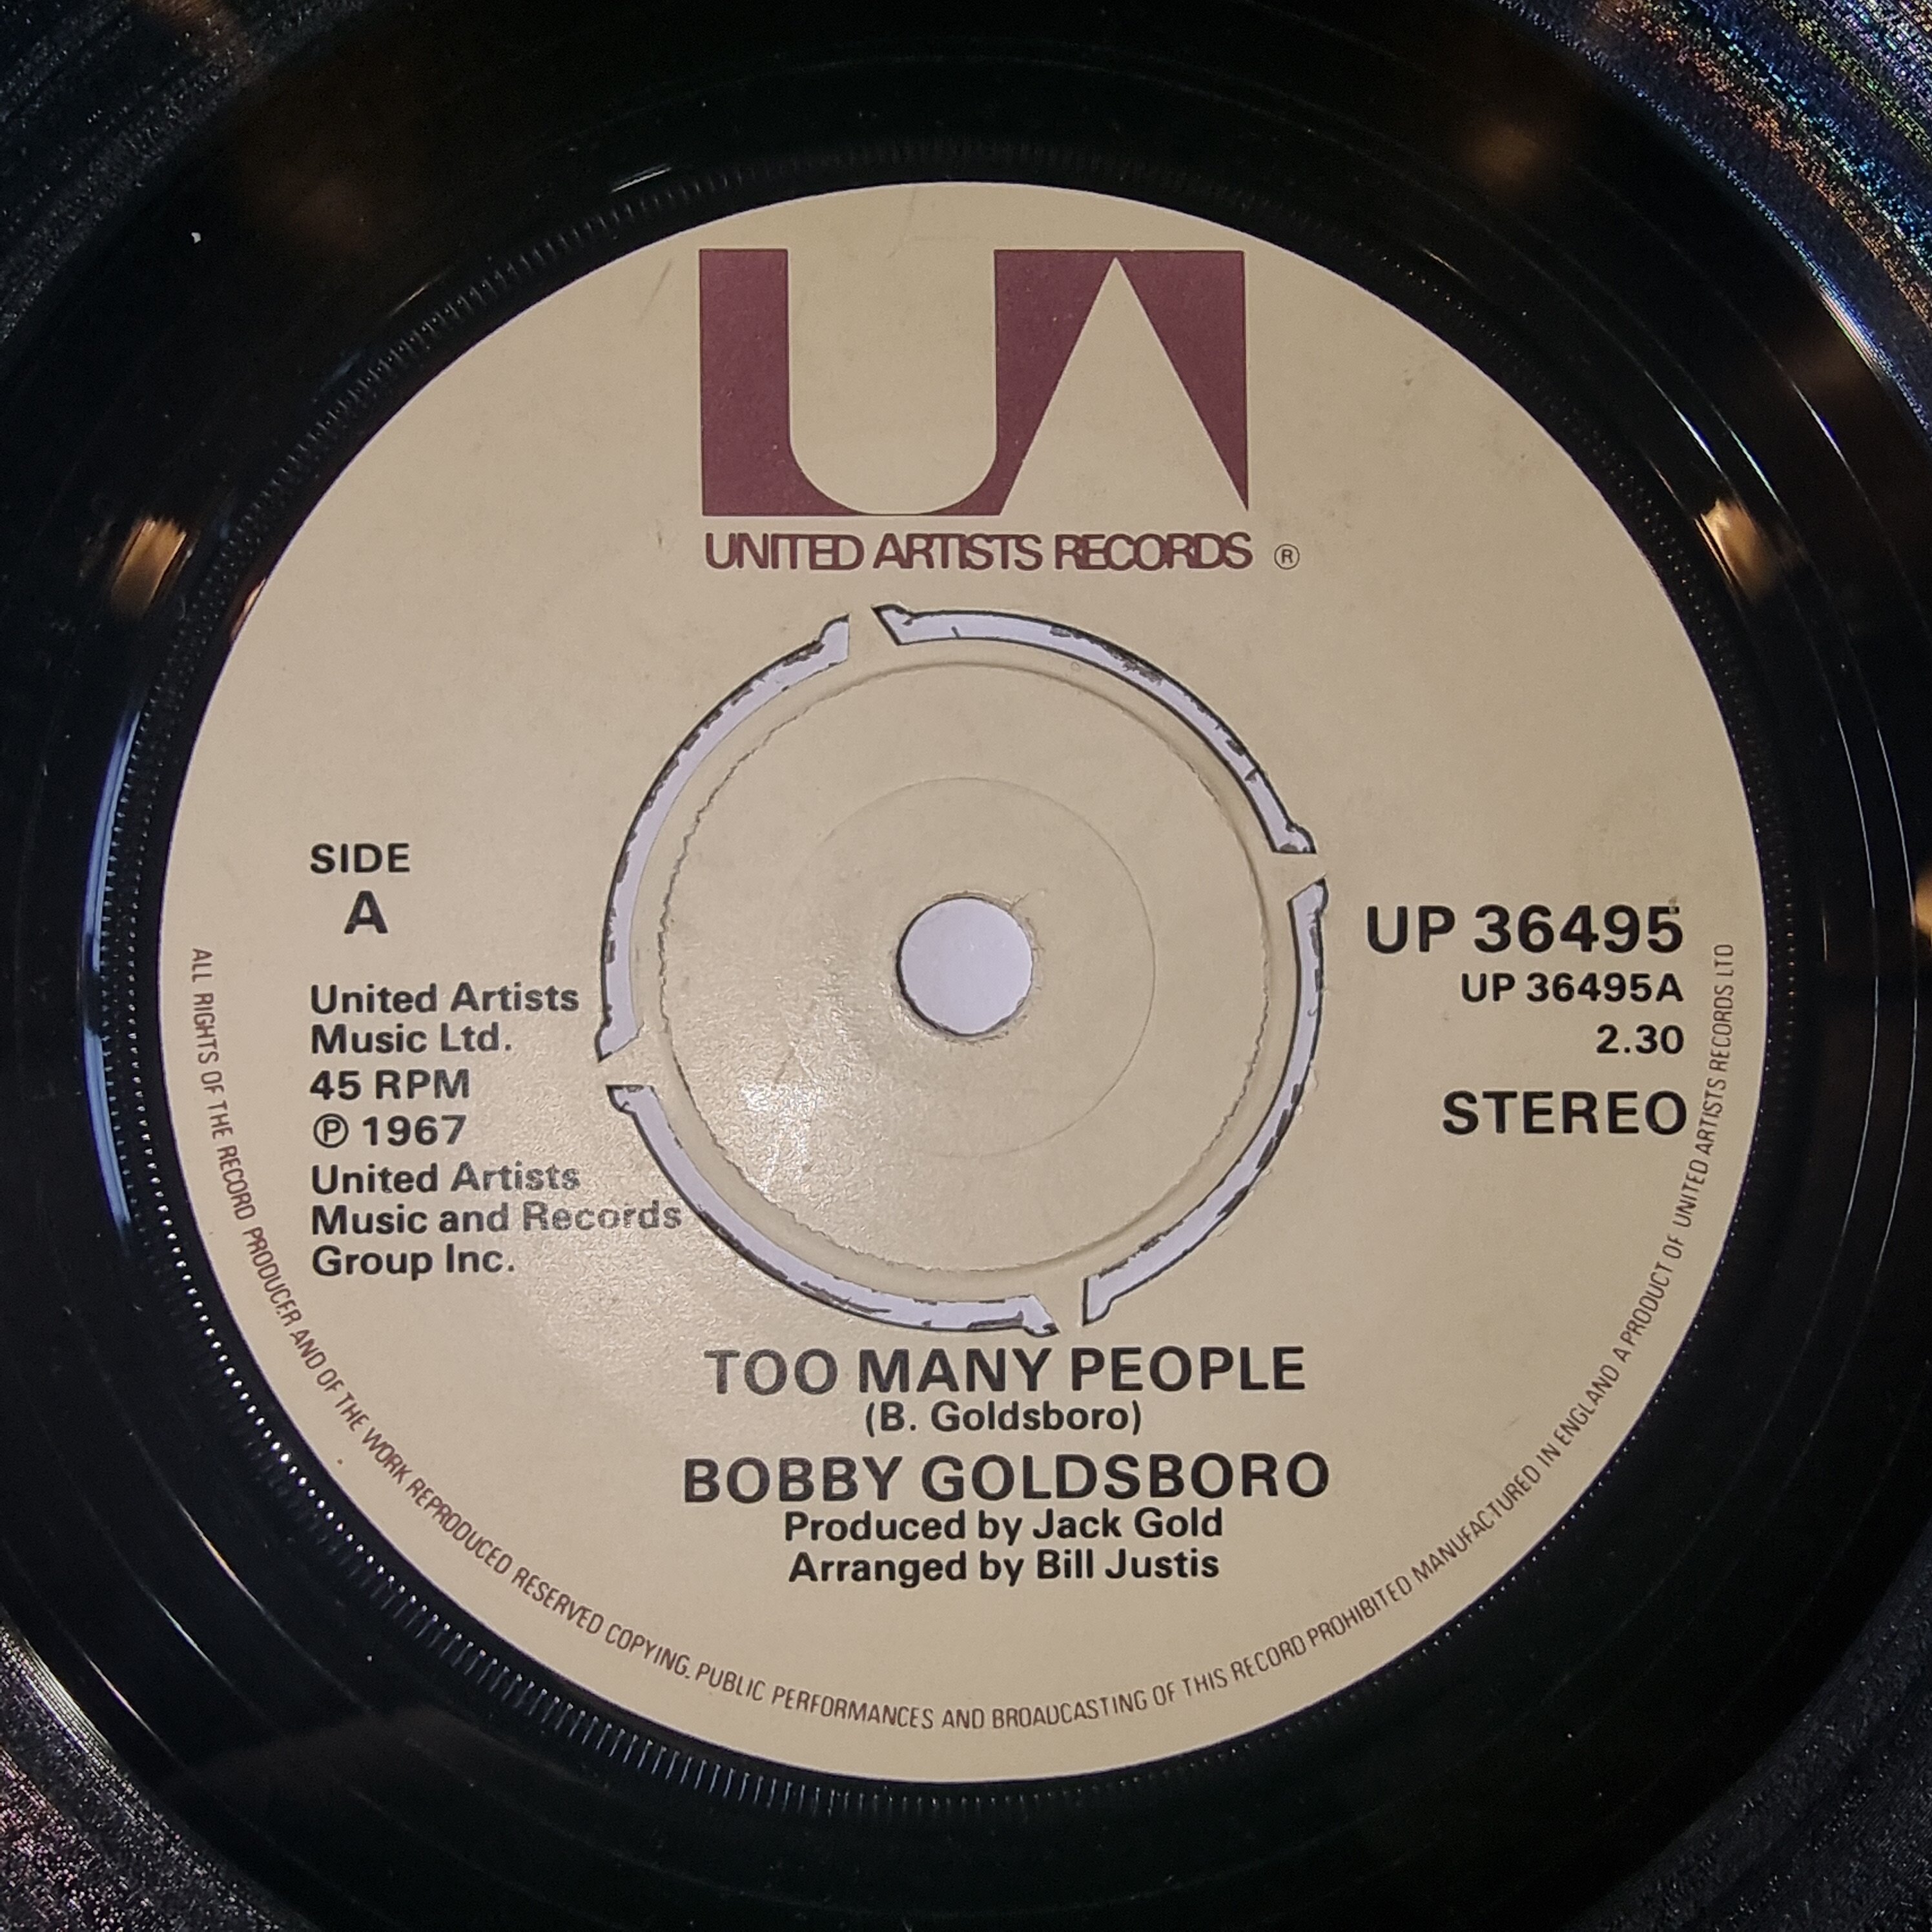 UA
UNITED ARTISTS RECORDS ®
SIDE
A
United Artists
Music Ltd.
45 RPM
℗ 1967
United Artists
Music and Records
Group Inc.
UP 36495
UP 36495A
2.30
STEREO
TOO MANY PEOPLE
(B. Goldsboro)
BOBBY GOLDSBORO
Produced by Jack Gold
Arranged by Bill Justis
ALL RIGHTS OF THE RECORD PRODUCER AND OF THE WORK REPRODUCED RESERVED COPYING, PUBLIC PERFORMANCES AND BROADCASTING OF THIS RECORD PROHIBITED MANUFACTURED IN ENGLAND A PRODUCT OF UNITED ARTISTS RECORDS LTD